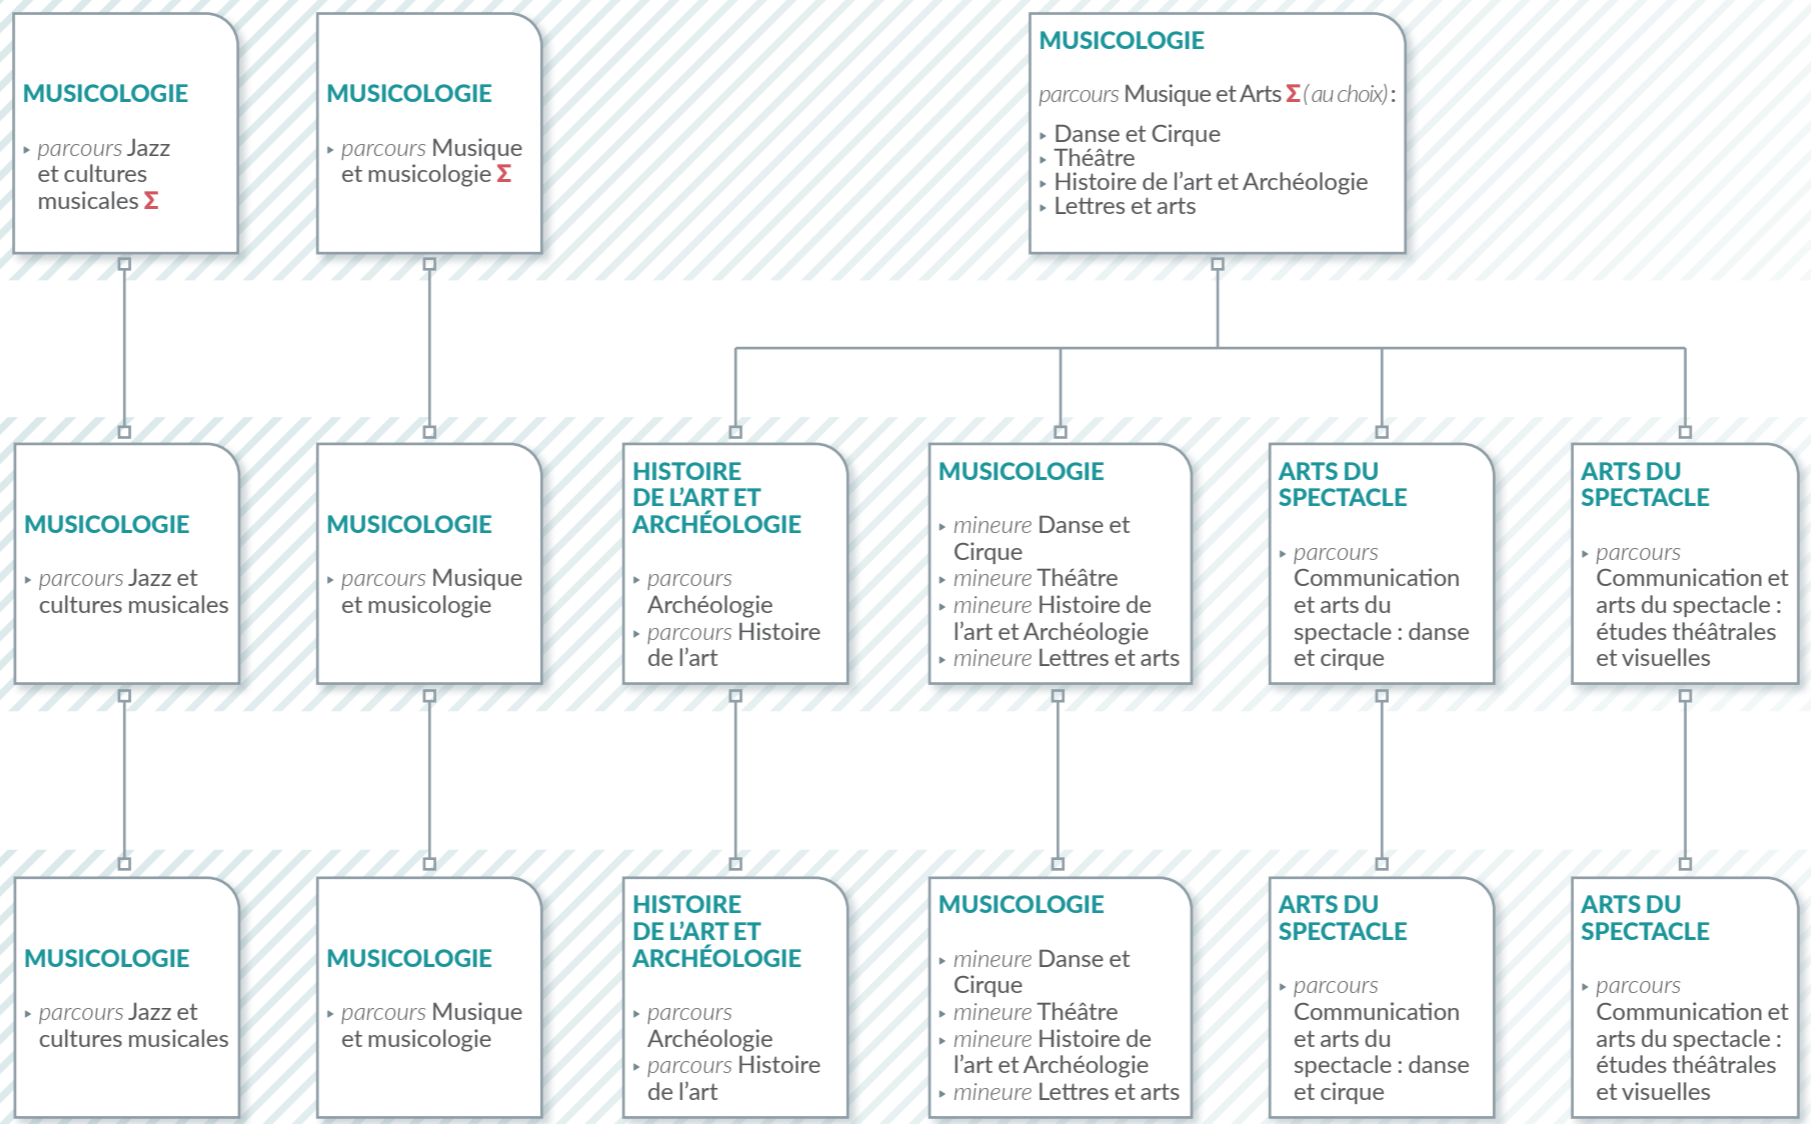 MUSICOLOGIE
▸ parcours Jazz
et cultures
musicales Σ
MUSICOLOGIE
▸ parcours Musique
et musicologie Σ
MUSICOLOGIE
parcours Musique et Arts Σ (au choix) :
▸ Danse et Cirque
▸ Théâtre
▸ Histoire de l’art et Archéologie
▸ Lettres et arts
MUSICOLOGIE
▸ parcours Jazz et
cultures musicales
MUSICOLOGIE
▸ parcours Musique
et musicologie
HISTOIRE
DE L’ART ET
ARCHÉOLOGIE
▸ parcours
Archéologie
▸ parcours Histoire
de l’art
MUSICOLOGIE
▸ mineure Danse et
Cirque
▸ mineure Théâtre
▸ mineure Histoire de
l’art et Archéologie
▸ mineure Lettres et arts
ARTS DU
SPECTACLE
▸ parcours
Communication
et arts du
spectacle : danse
et cirque
ARTS DU
SPECTACLE
▸ parcours
Communication et
arts du spectacle :
études théâtrales
et visuelles
MUSICOLOGIE
▸ parcours Jazz et
cultures musicales
MUSICOLOGIE
▸ parcours Musique
et musicologie
HISTOIRE
DE L’ART ET
ARCHÉOLOGIE
▸ parcours
Archéologie
▸ parcours Histoire
de l’art
MUSICOLOGIE
▸ mineure Danse et
Cirque
▸ mineure Théâtre
▸ mineure Histoire de
l’art et Archéologie
▸ mineure Lettres et arts
ARTS DU
SPECTACLE
▸ parcours
Communication
et arts du
spectacle : danse
et cirque
ARTS DU
SPECTACLE
▸ parcours
Communication et
arts du spectacle :
études théâtrales
et visuelles